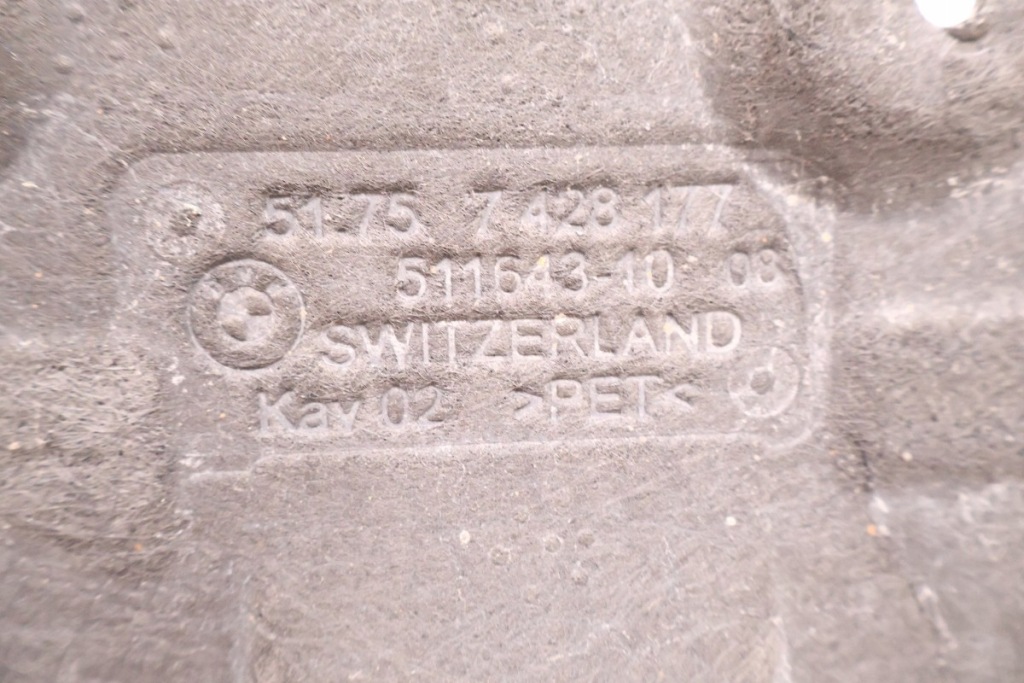 51.75 7 428 177
511643-10 08
SWITZERLAND
Kav 02 >PET<